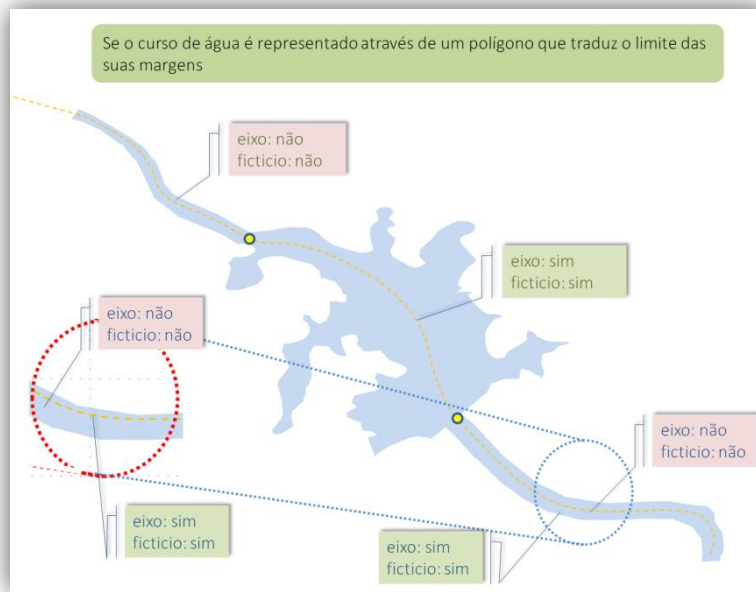 Se o curso de água é representado através de um polígono que traduz o limite das
suas margens
eixo: não
ficticio: não
eixo: sim
ficticio: sim
eixo: não
ficticio: não
eixo: não
ficticio: não
eixo: sim
ficticio: sim
eixo: sim
ficticio: sim